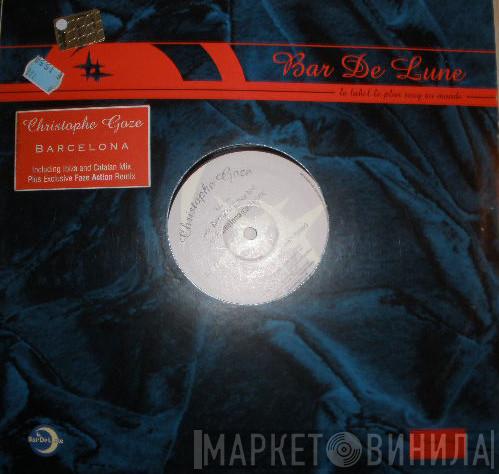 Bar De Lune
le label le plus sexy au monde
Christophe Goze
BARCELONA
Including Ibiza and Catalan Mix
Plus Exclusive Faze Action Remix
Christophe Goze
Bar De Lune
МАРКЕТ ВИНИЛА